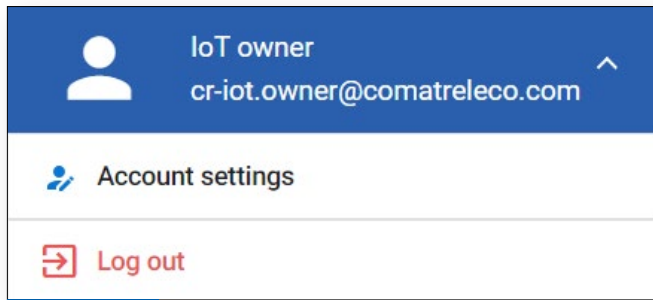 IoT owner
cr-iot.owner@comatreleco.com
Account settings
Log out